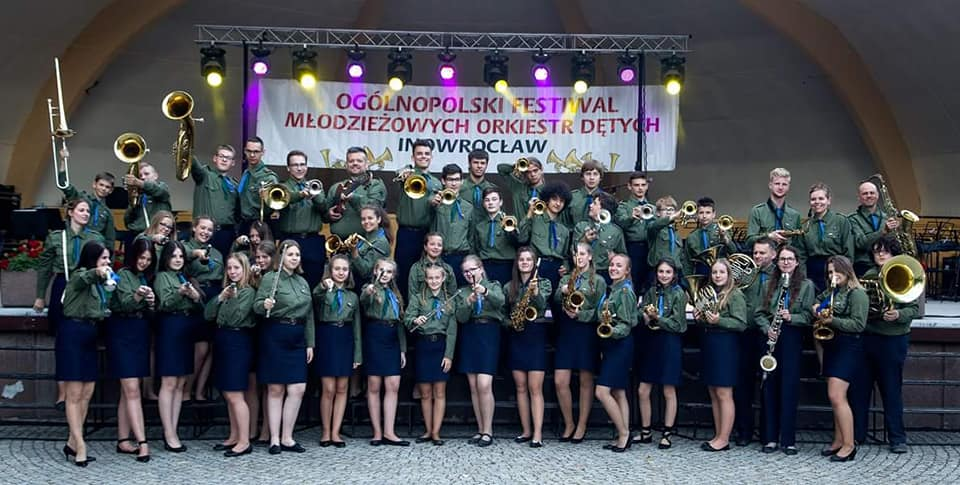 OGÓLNOPOLSKI FESTIWAL
MŁODZIEŻOWYCH ORKIESTR DĘTYCH
INOWROCŁAW